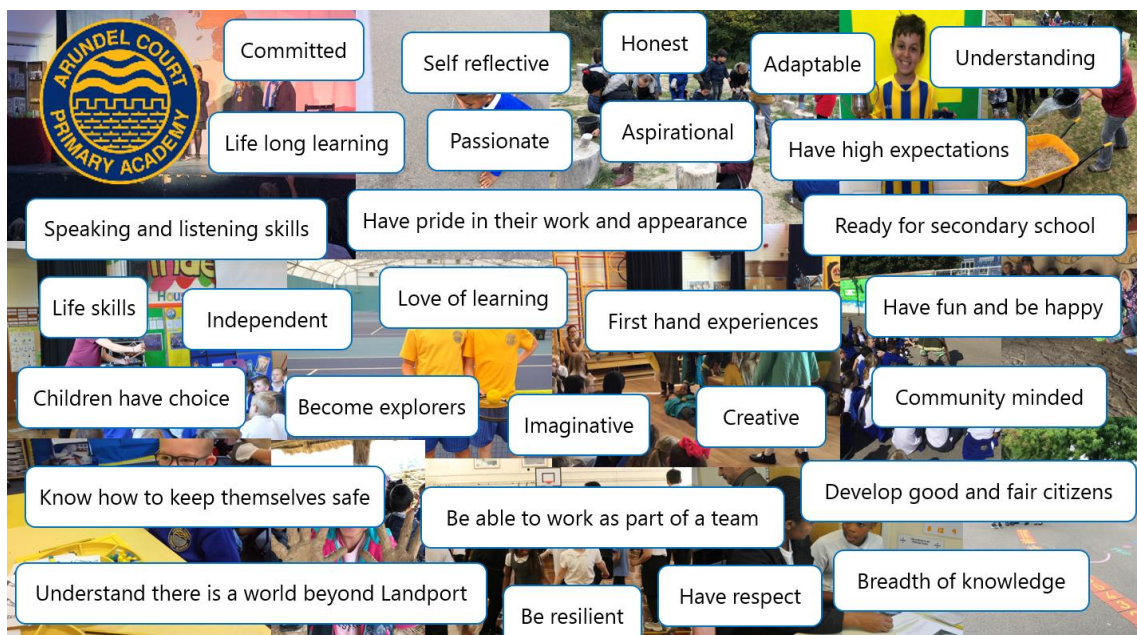 ARUNDEL COURT
PRIMARY ACADEMY
Committed
Self reflective
Honest
Adaptable
Understanding
Life long learning
Passionate
Aspirational
Have high expectations
Speaking and listening skills
Have pride in their work and appearance
Ready for secondary school
Life skills
Independent
Love of learning
First hand experiences
Have fun and be happy
Children have choice
Become explorers
Imaginative
Creative
Community minded
Know how to keep themselves safe
Be able to work as part of a team
Develop good and fair citizens
Understand there is a world beyond Landport
Be resilient
Have respect
Breadth of knowledge